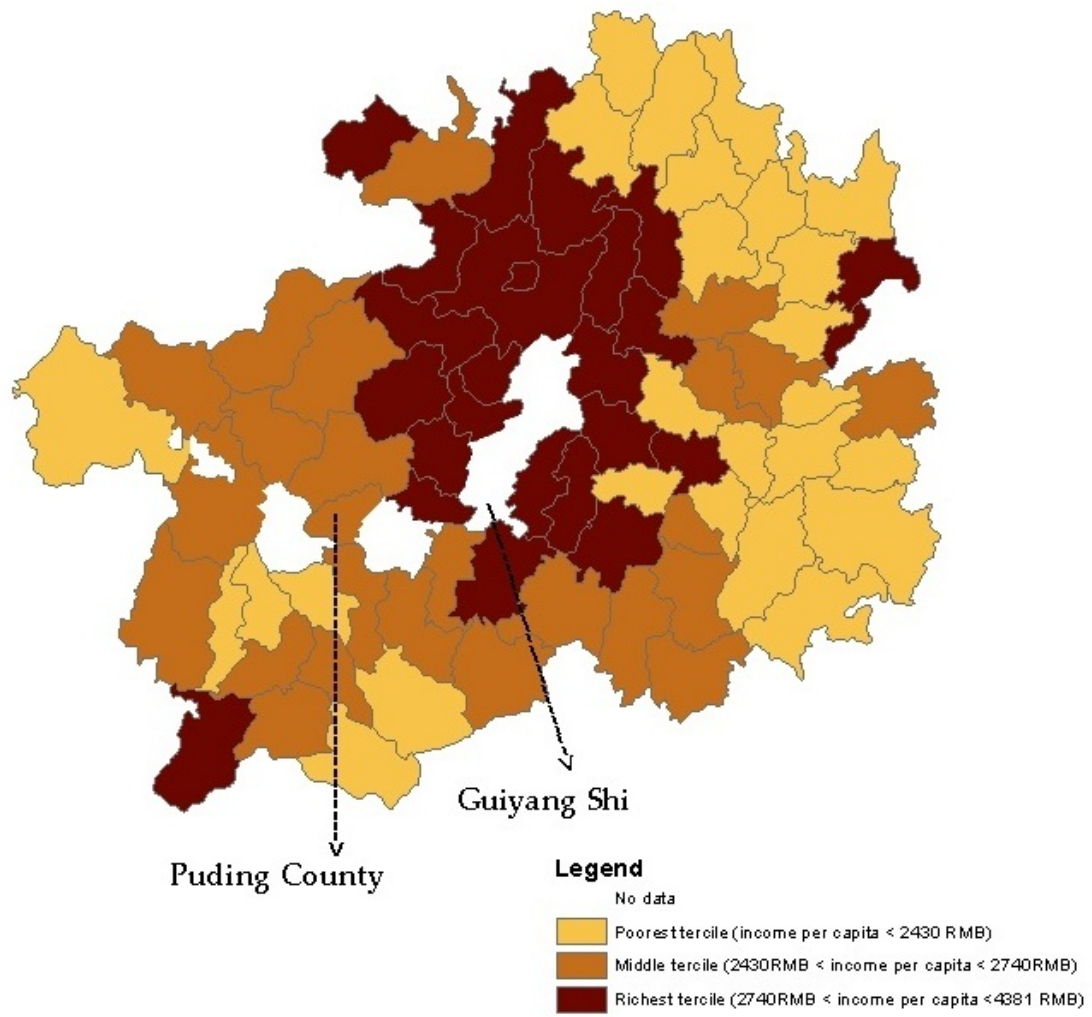 Guiyang Shi
Puding County
Legend
No data
Poorest tercile (income per capita < 2430 RMB)
Middle tercile (2430RMB < income per capita < 2740RMB)
Richest tercile (2740RMB < income per capita <4381 RMB)